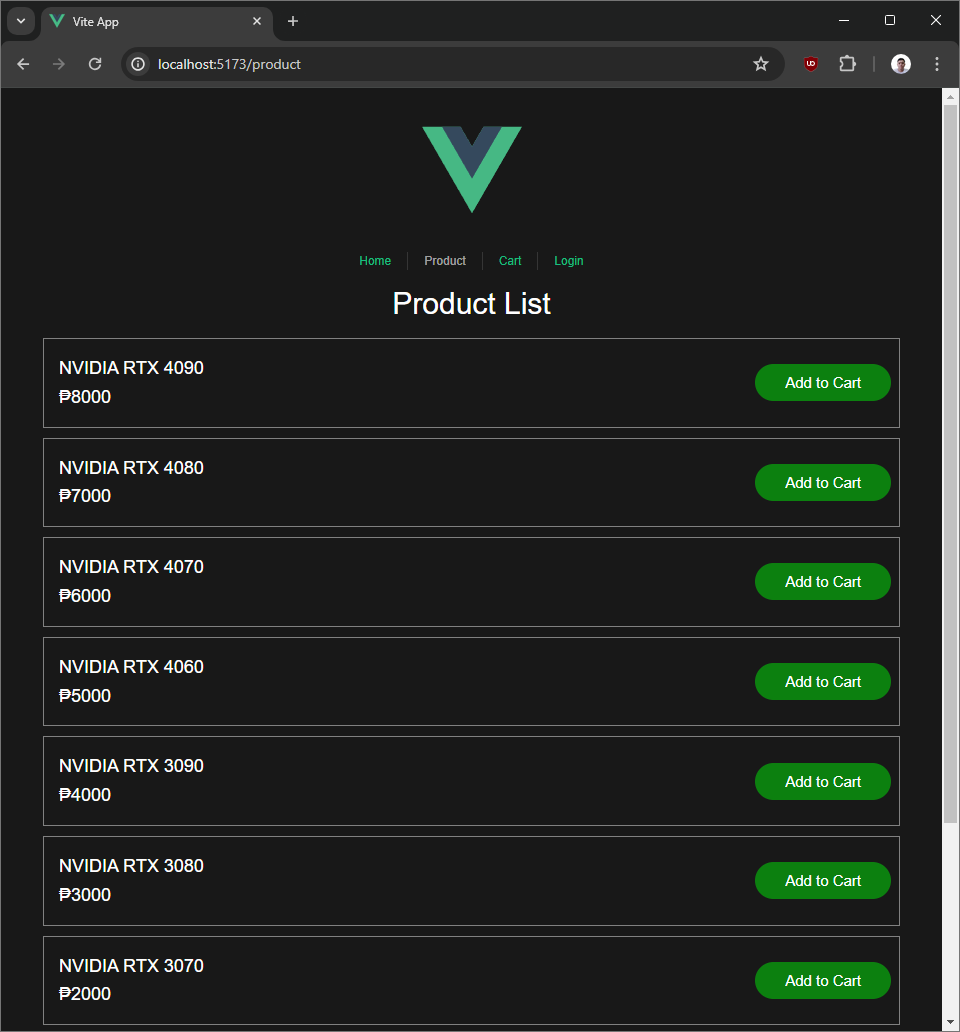 Vite App
localhost:5173/product
Home
Product
Cart
Login
Product List
NVIDIA RTX 4090
₱8000
Add to Cart
NVIDIA RTX 4080
₱7000
Add to Cart
NVIDIA RTX 4070
₱6000
Add to Cart
NVIDIA RTX 4060
₱5000
Add to Cart
NVIDIA RTX 3090
₱4000
Add to Cart
NVIDIA RTX 3080
₱3000
Add to Cart
NVIDIA RTX 3070
₱2000
Add to Cart